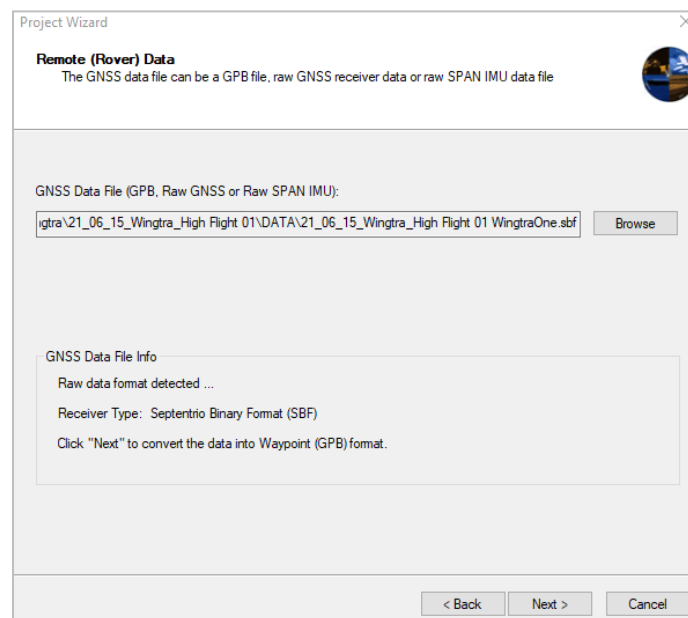 Project Wizard
Remote (Rover) Data
The GNSS data file can be a GPB file, raw GNSS receiver data or raw SPAN IMU data file
GNSS Data File (GPB, Raw GNSS or Raw SPAN IMU):
ıgtra\21_06_15_Wingtra_High Flight 01\DATA\21_06_15_Wingtra_High Flight 01 WingtraOne.sbf Browse
GNSS Data File Info
Raw data format detected ...
Receiver Type: Septentrio Binary Format (SBF)
Click "Next" to convert the data into Waypoint (GPB) format.
< Back Next > Cancel